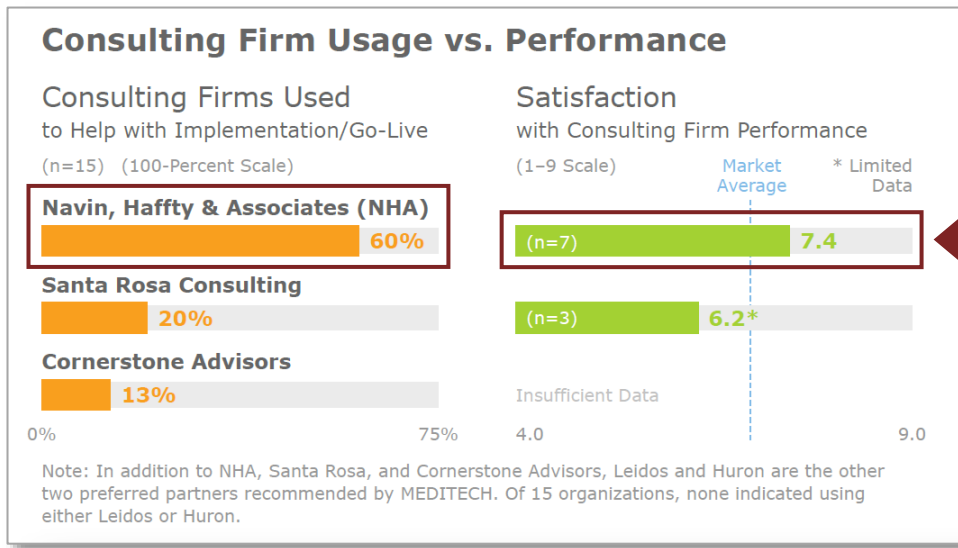 Consulting Firm Usage vs. Performance
Consulting Firms Used
to Help with Implementation/Go-Live
(n=15) (100-Percent Scale)
Navin, Haffty & Associates (NHA)
60%
Santa Rosa Consulting
20%
Cornerstone Advisors
13%
0% 75%
Satisfaction
with Consulting Firm Performance
(1–9 Scale)
Market
Average
* Limited
Data
(n=7) 7.4
(n=3) 6.2*
Insufficient Data
4.0 9.0
Note: In addition to NHA, Santa Rosa, and Cornerstone Advisors, Leidos and Huron are the other
two preferred partners recommended by MEDITECH. Of 15 organizations, none indicated using
either Leidos or Huron.